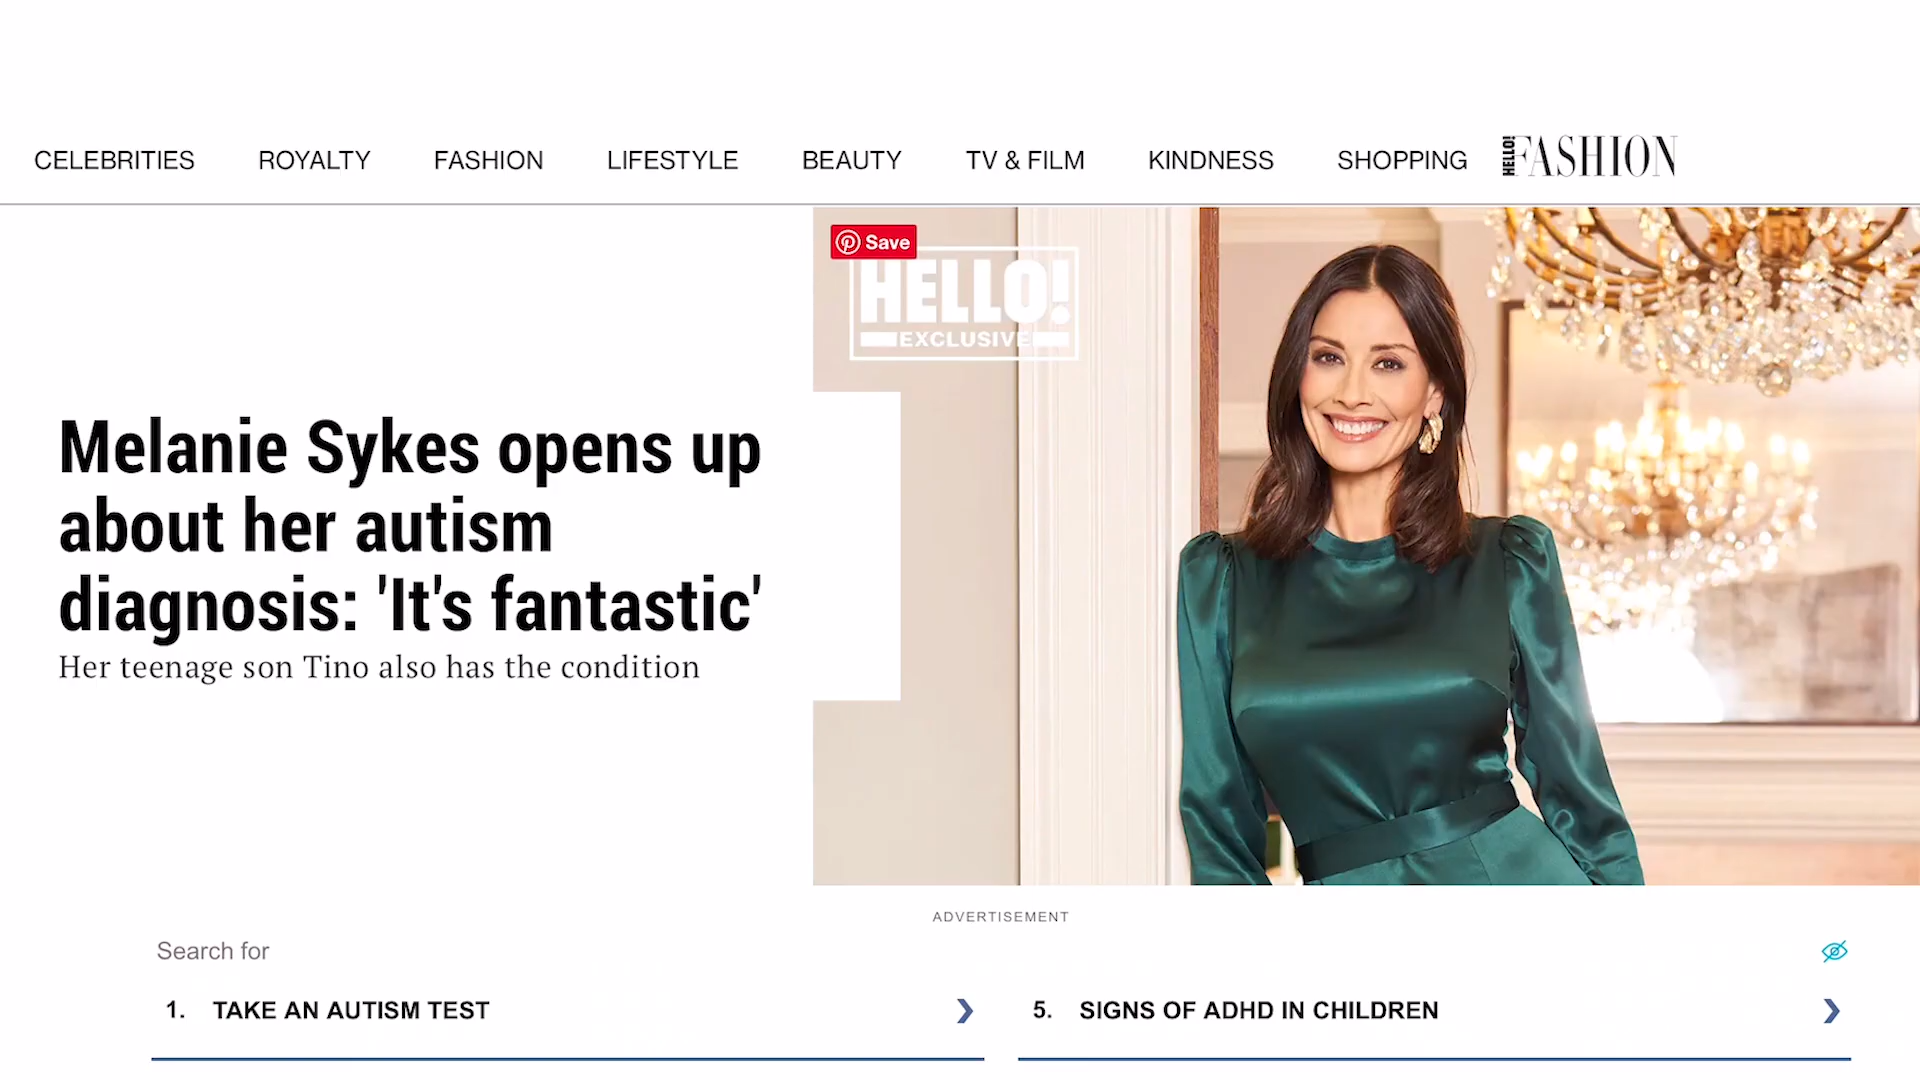 CELEBRITIES ROYALTY FASHION LIFESTYLE BEAUTY TV & FILM KINDNESS SHOPPING HELLO! FASHION
Save
HELLO!
EXCLUSIVE
Melanie Sykes opens up
about her autism
diagnosis: 'It's fantastic'
Her teenage son Tino also has the condition
ADVERTISEMENT
Search for
1. TAKE AN AUTISM TEST
5. SIGNS OF ADHD IN CHILDREN